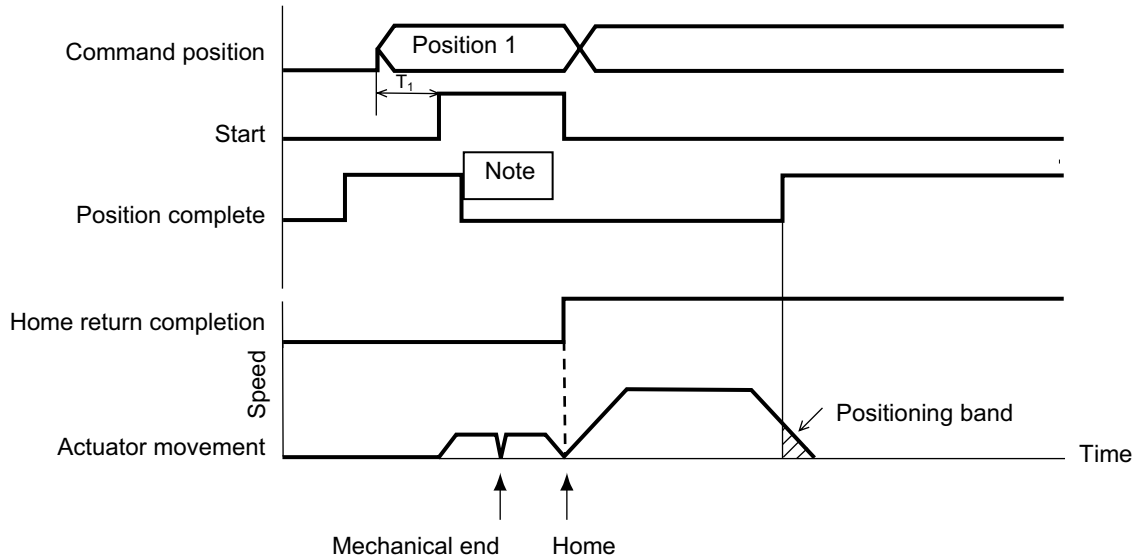 Command position
Position 1
T1
Start
Note
Position complete
Home return completion
Speed
Positioning band
Actuator movement
Time
Mechanical end
Home